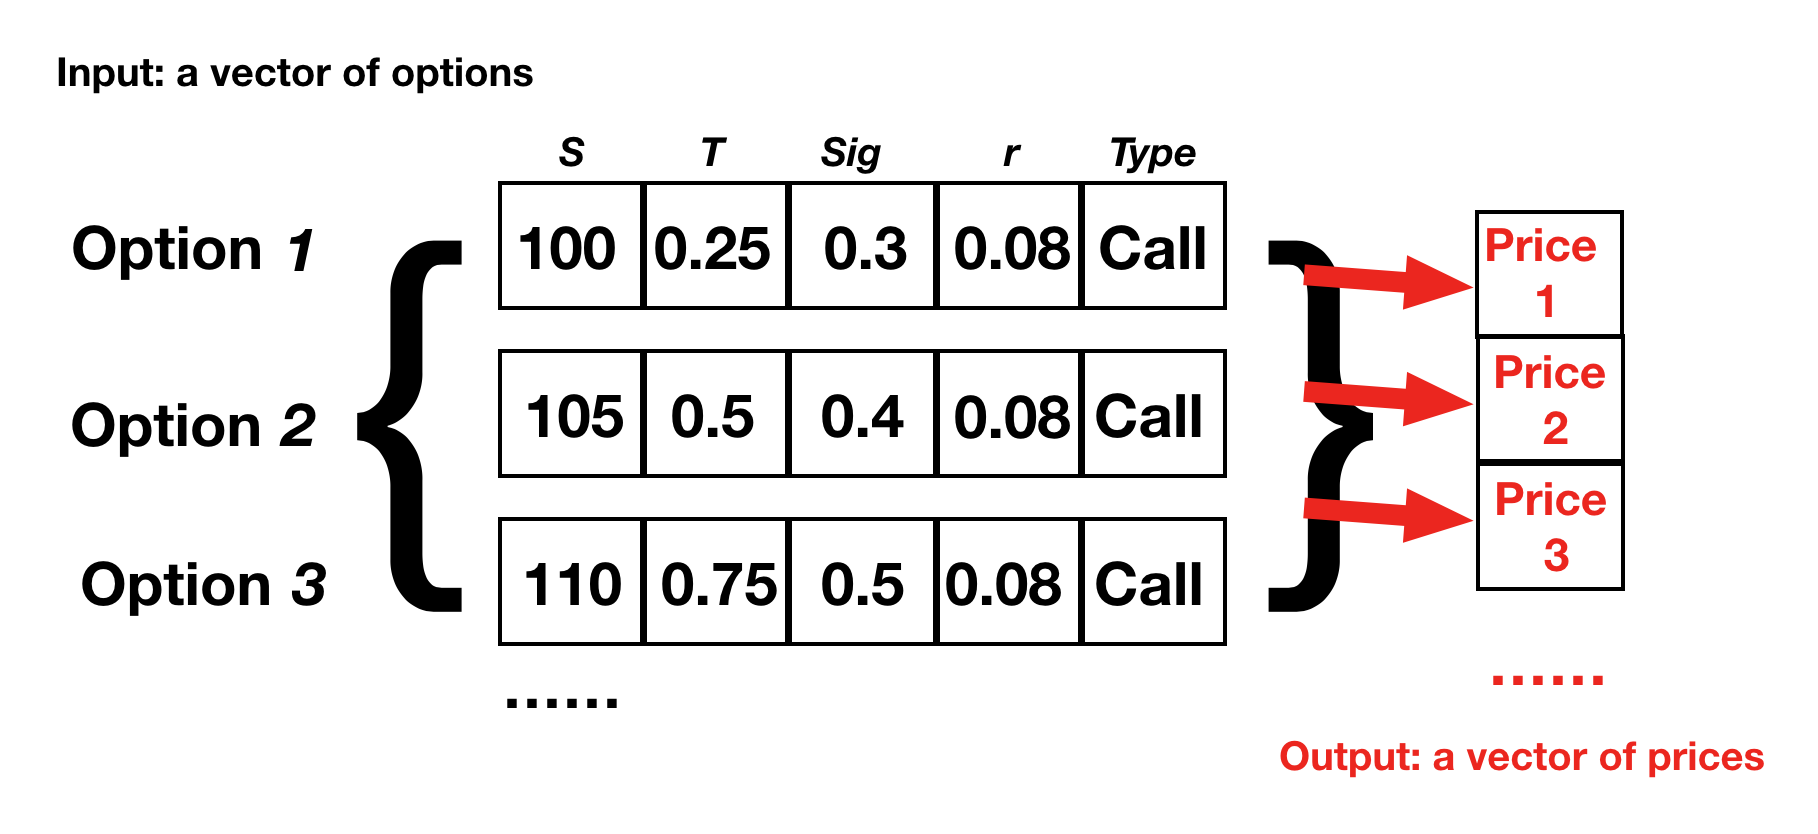 Input: a vector of options
S T Sig r Type
Option 1 100 0.25 0.3 0.08 Call
Price
1
Option 2 105 0.5 0.4 0.08 Call
Price
2
Option 3 110 0.75 0.5 0.08 Call
Price
3
......
......
Output: a vector of prices